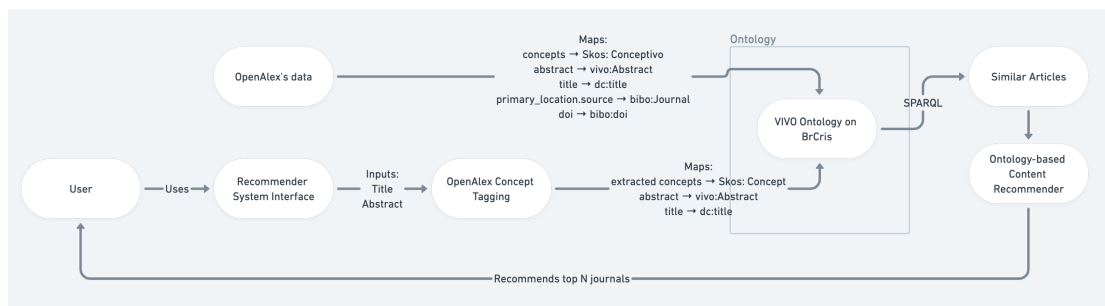 Maps:
concepts → Skos: Conceptivo
abstract → vivo:Abstract
title → dc:title
primary_location.source → bibo:Journal
doi → bibo:doi
Ontology
OpenAlex's data
Similar Articles
SPARQL
VIVO Ontology on
BrCris
User
Uses
Recommender
System Interface
Inputs:
Title
Abstract
OpenAlex Concept
Tagging
Maps:
extracted concepts → Skos: Concept
abstract → vivo:Abstract
title → dc:title
Ontology-based
Content
Recommender
Recommends top N journals